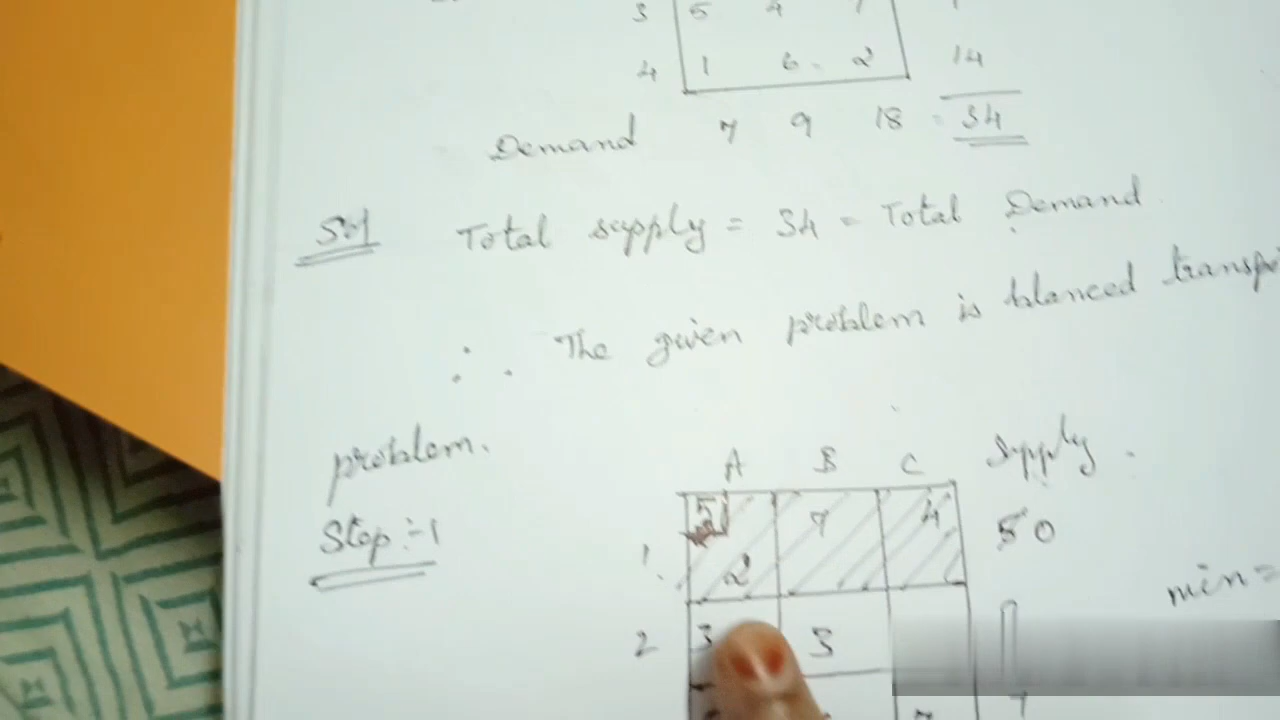 3 5 4 7
4 1 6 2 14
Demand 7 9 18 = 34
Sol Total supply = 34 = Total Demand
∴ The given problem is blanced
problem.
A B C Supply
Step :- 1
1. 5 2 7 4 5 0
min =
2 3 3